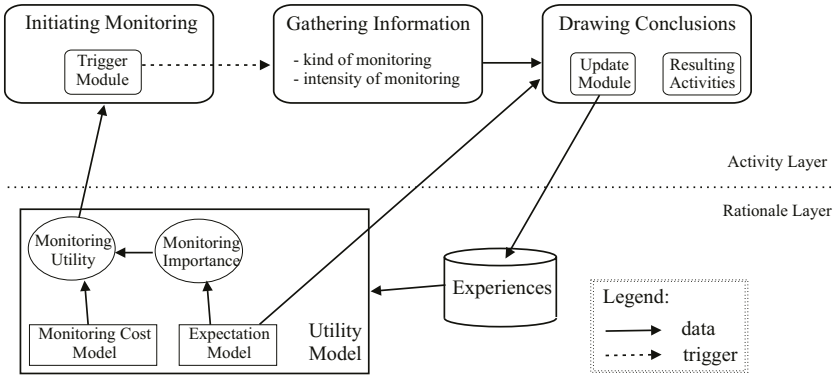 Initiating Monitoring
Trigger
Module
Gathering Information
- kind of monitoring
- intensity of monitoring
Drawing Conclusions
Update
Module
Resulting
Activities
Activity Layer
Rationale Layer
Monitoring
Utility
Monitoring
Importance
Monitoring Cost
Model
Expectation
Model
Utility
Model
Experiences
Legend:
data
trigger